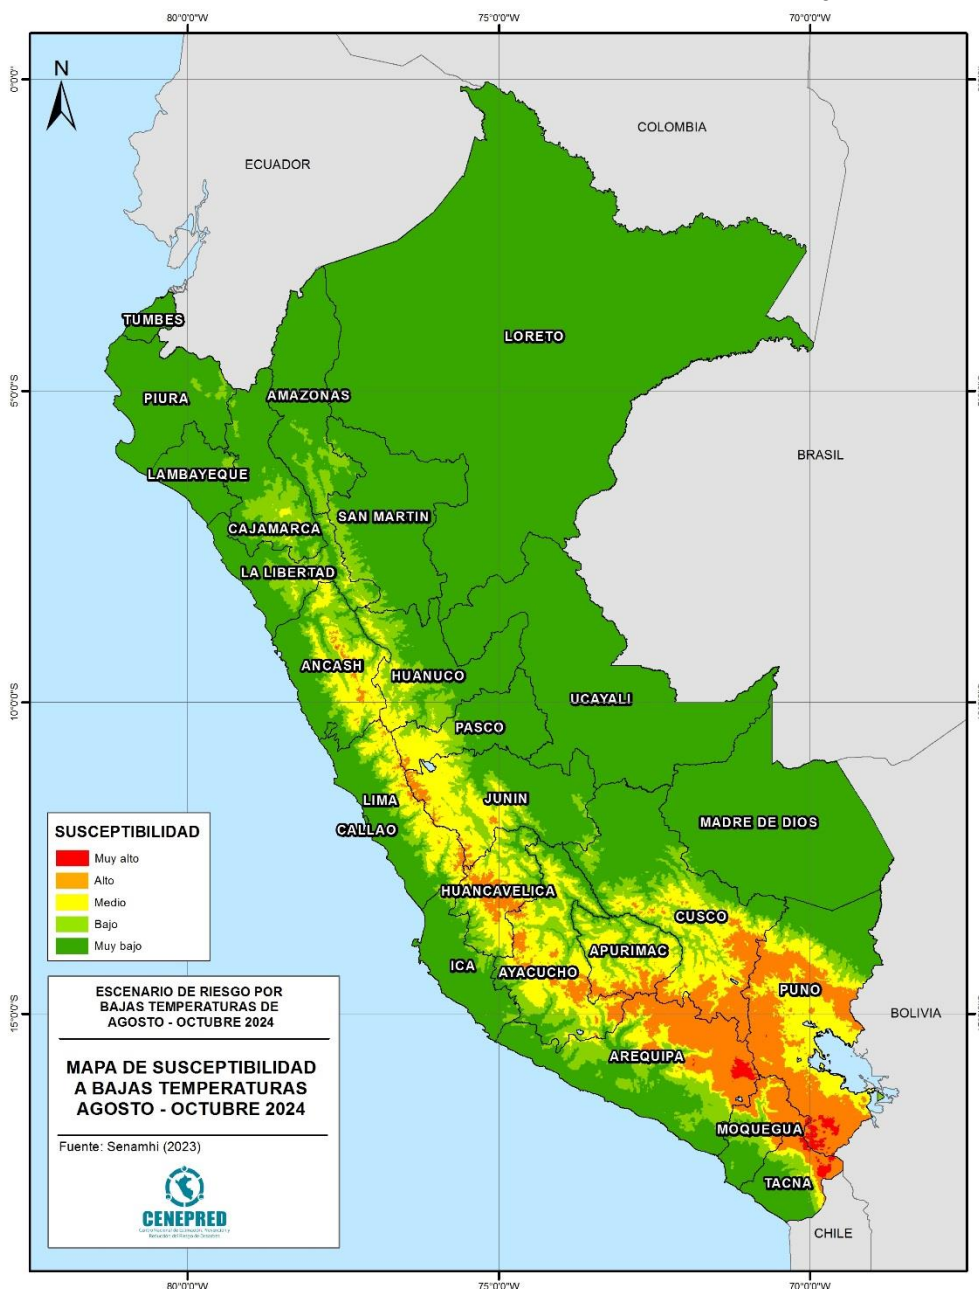 80°0'0"W
75°0'0"W
70°0'0"W
N
0°0'0"
COLOMBIA
ECUADOR
TUMBES
LORETO
5°0'0"S
PIURA
AMAZONAS
BRASIL
LAMBAYEQUE
SAN MARTIN
CAJAMARCA
LA LIBERTAD
ANCASH
HUANUCO
UCAYALI
10°0'0"S
PASCO
LIMA
JUNIN
CALLAO
MADRE DE DIOS
HUANCAVELICA
CUSCO
APURIMAC
ICA
AYACUCHO
PUNO
15°0'0"S
BOLIVIA
AREQUIPA
MOQUEGUA
TACNA
CHILE
SUSCEPTIBILIDAD
Muy alto
Alto
Medio
Bajo
Muy bajo
ESCENARIO DE RIESGO POR
BAJAS TEMPERATURAS DE
AGOSTO - OCTUBRE 2024
MAPA DE SUSCEPTIBILIDAD
A BAJAS TEMPERATURAS
AGOSTO - OCTUBRE 2024
Fuente: Senamhi (2023)
CENEPRED
80°0'0"W
75°0'0"W
70°0'0"W